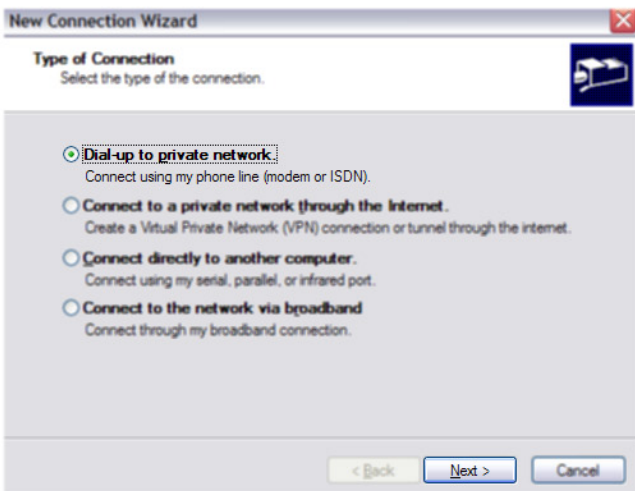 New Connection Wizard
Type of Connection
Select the type of the connection.
Dial-up to private network.
Connect using my phone line (modem or ISDN).
Connect to a private network through the Internet.
Create a Virtual Private Network (VPN) connection or tunnel through the internet.
Connect directly to another computer.
Connect using my serial, parallel, or infrared port.
Connect to the network via broadband
Connect through my broadband connection.
< Back
Next >
Cancel